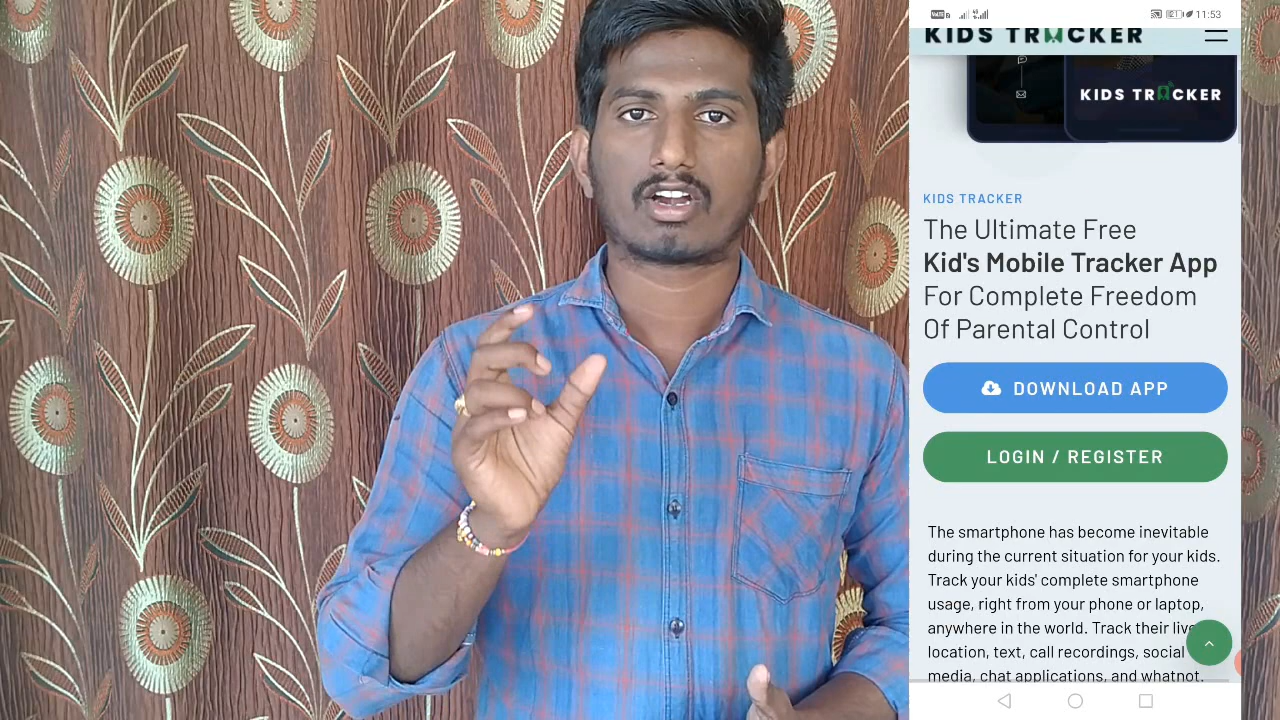 11:53
KIDS TRACKER
KIDS TRACKER
KIDS TRACKER
The Ultimate Free
Kid's Mobile Tracker App
For Complete Freedom
Of Parental Control
DOWNLOAD APP
LOGIN / REGISTER
The smartphone has become inevitable
during the current situation for your kids.
Track your kids' complete smartphone
usage, right from your phone or laptop,
anywhere in the world. Track their live
location, text, call recordings, social
media, chat applications, and whatnot.